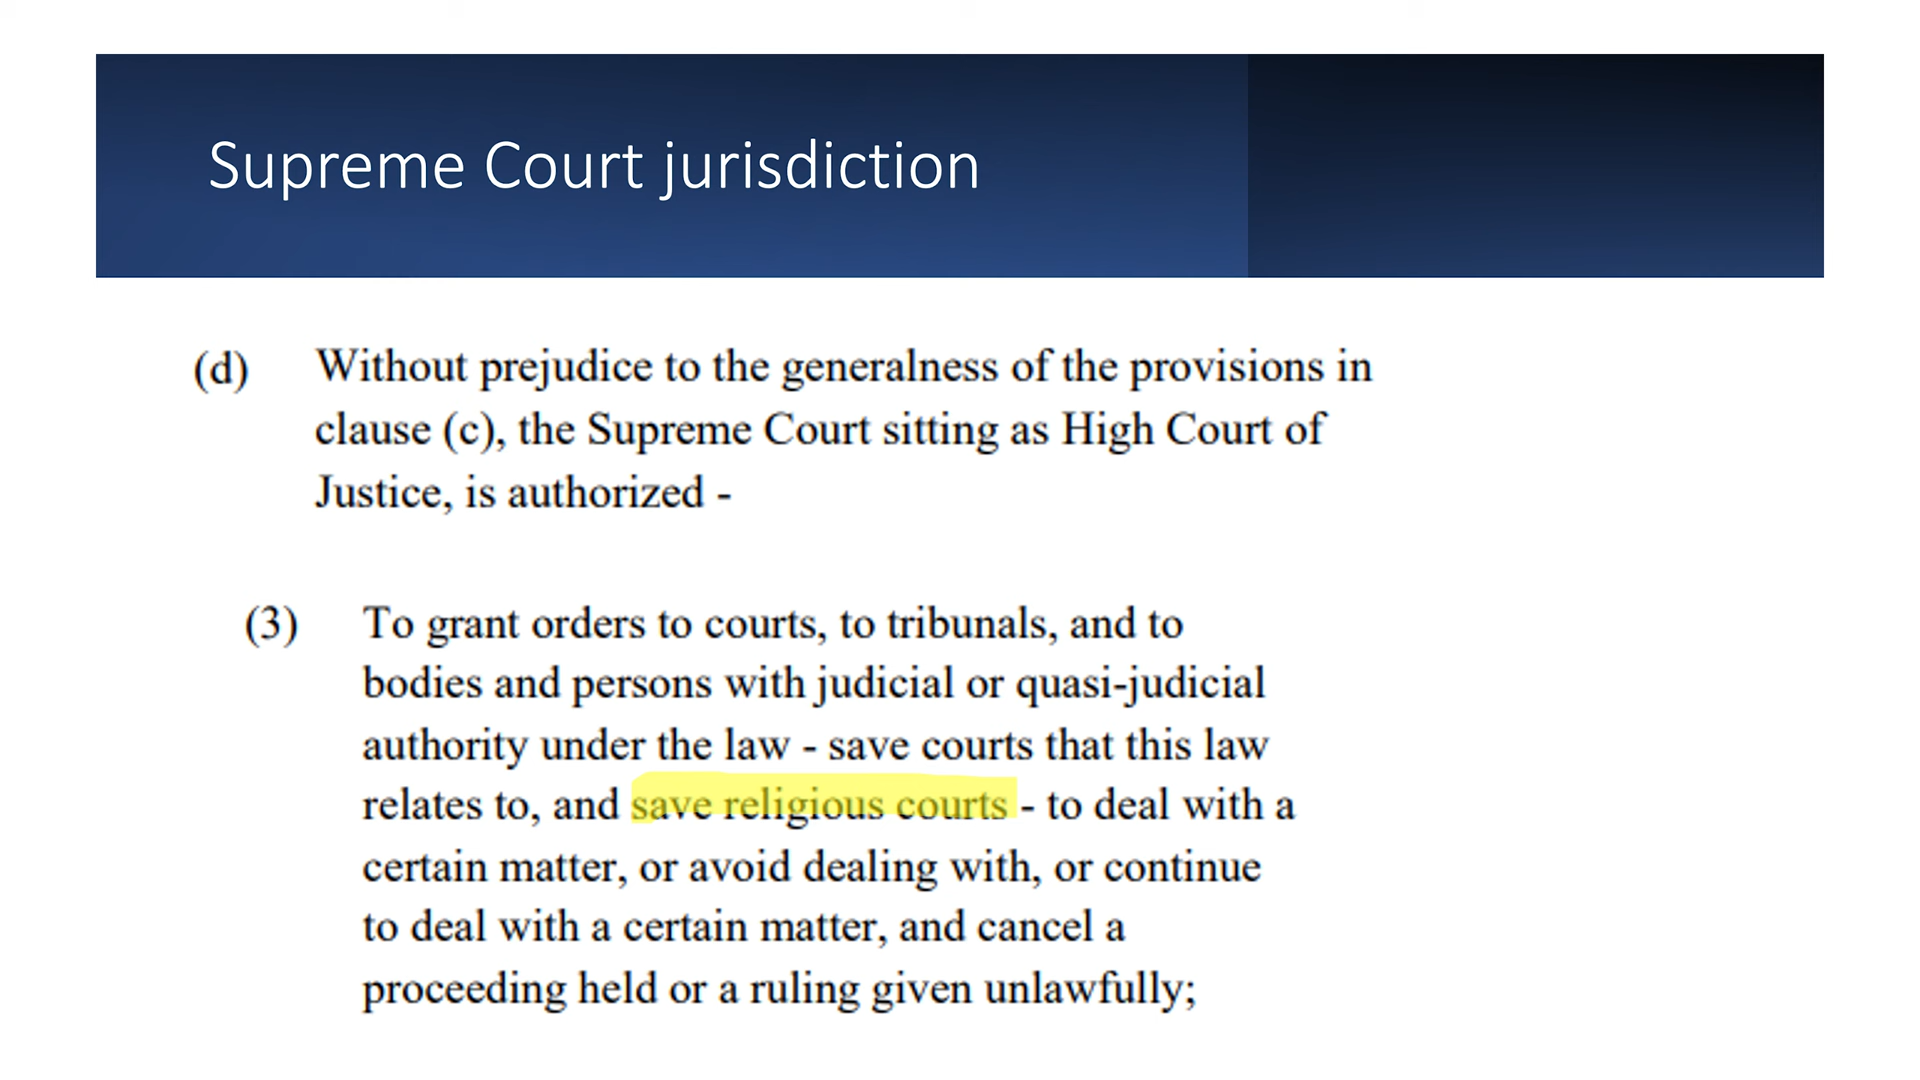 Supreme Court jurisdiction
(d) Without prejudice to the generalness of the provisions in
clause (c), the Supreme Court sitting as High Court of
Justice, is authorized -
(3) To grant orders to courts, to tribunals, and to
bodies and persons with judicial or quasi-judicial
authority under the law - save courts that this law
relates to, and save religious courts - to deal with a
certain matter, or avoid dealing with, or continue
to deal with a certain matter, and cancel a
proceeding held or a ruling given unlawfully;